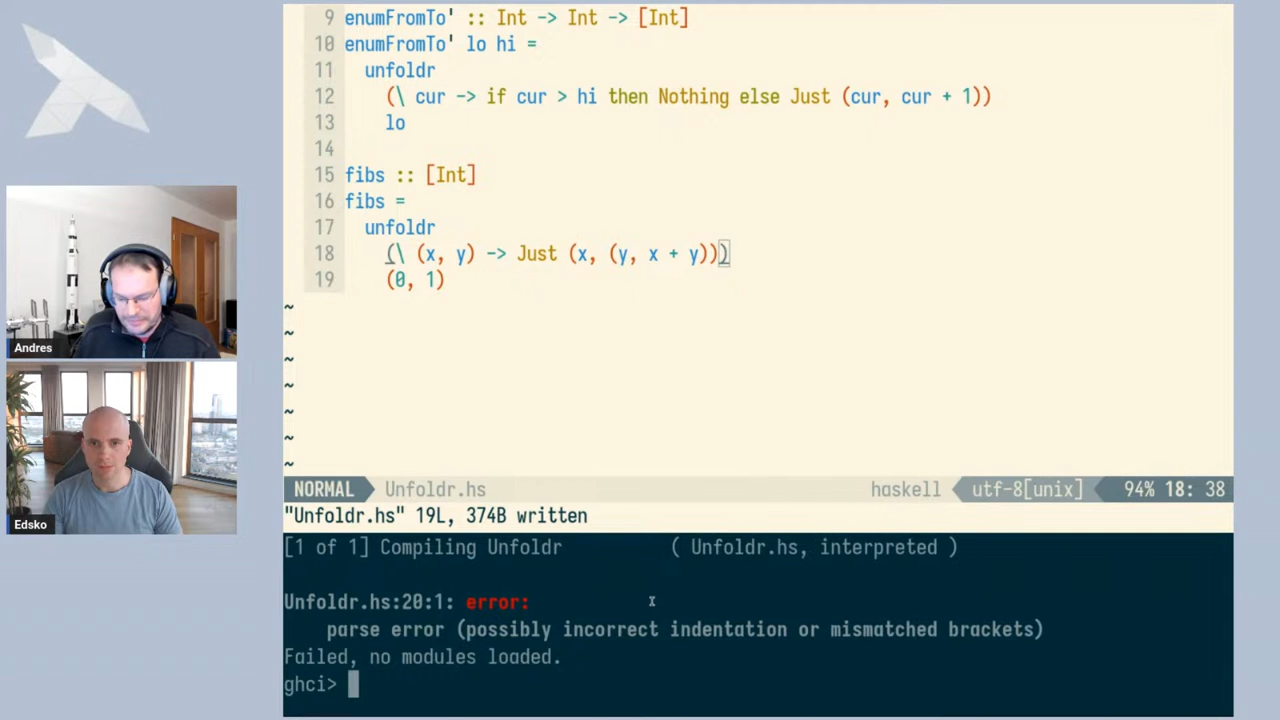 9 enumFromTo' :: Int -> Int -> [Int]
10 enumFromTo' lo hi =
11   unfoldr
12     (\ cur -> if cur > hi then Nothing else Just (cur, cur + 1))
13     lo
14
15 fibs :: [Int]
16 fibs =
17   unfoldr
18     (\ (x, y) -> Just (x, (y, x + y)))
19     (0, 1)
~
~
~
~
~
~
~
NORMAL Unfoldr.hs haskell utf-8[unix] 94% 18: 38
"Unfoldr.hs" 19L, 374B written
[1 of 1] Compiling Unfoldr ( Unfoldr.hs, interpreted )
Unfoldr.hs:20:1: error:
    parse error (possibly incorrect indentation or mismatched brackets)
Failed, no modules loaded.
ghci>
Andres
Edsko